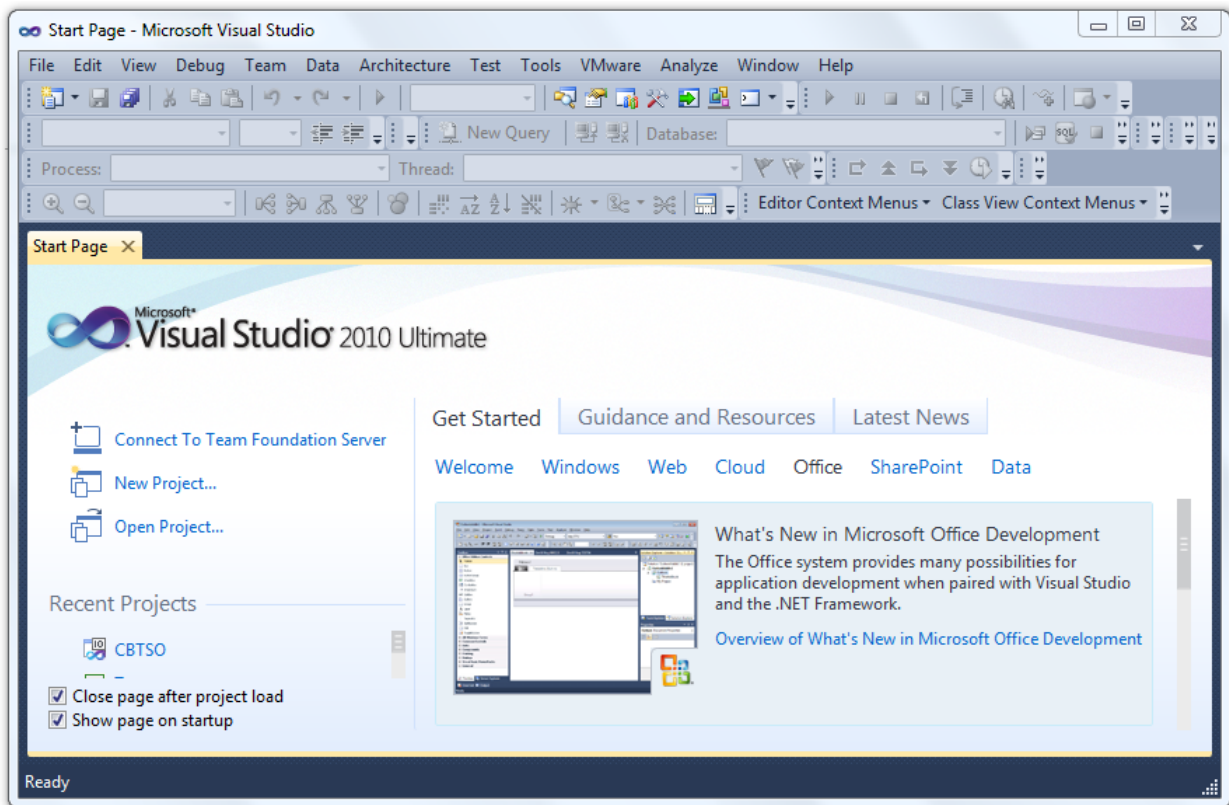 Start Page - Microsoft Visual Studio
File Edit View Debug Team Data Architecture Test Tools VMware Analyze Window Help
New Query Database:
Process: Thread:
Editor Context Menus Class View Context Menus
Start Page
Microsoft®
Visual Studio® 2010 Ultimate
Connect To Team Foundation Server
New Project...
Open Project...
Recent Projects
CBTSO
Close page after project load
Show page on startup
Get Started Guidance and Resources Latest News
Welcome Windows Web Cloud Office SharePoint Data
What's New in Microsoft Office Development
The Office system provides many possibilities for
application development when paired with Visual Studio
and the .NET Framework.
Overview of What's New in Microsoft Office Development
Ready